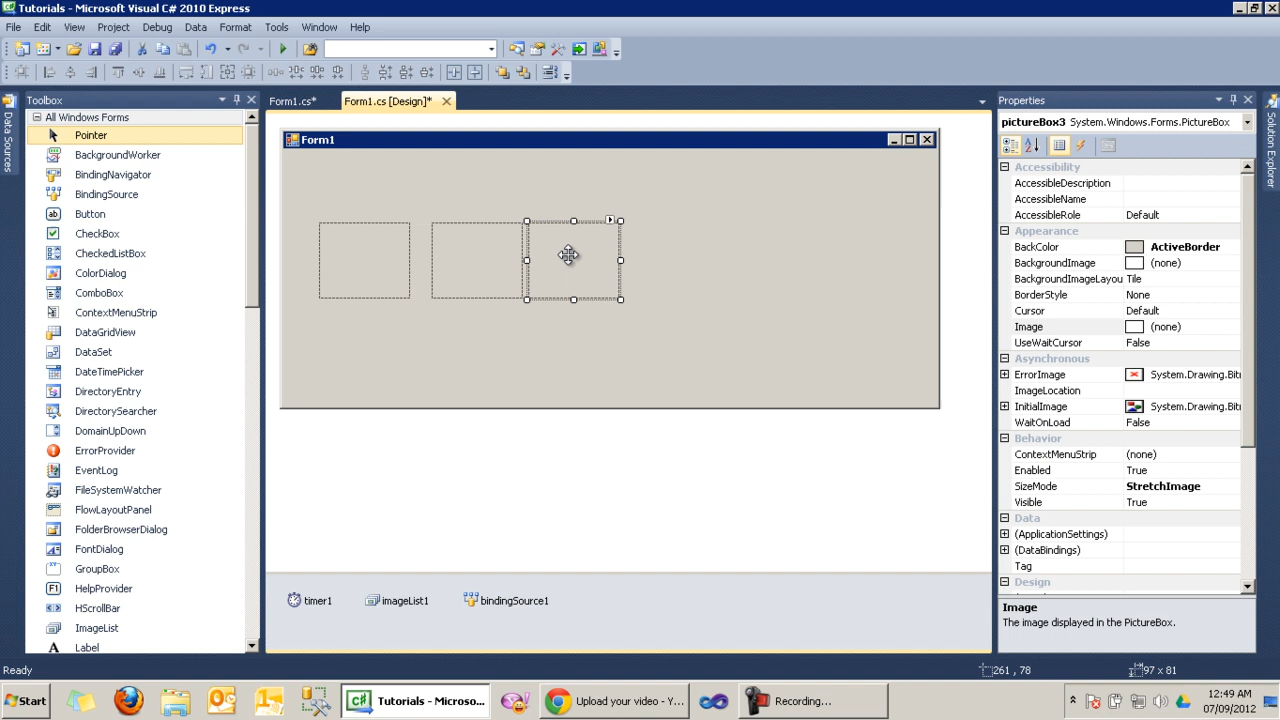 Tutorials - Microsoft Visual C# 2010 Express
File Edit View Project Debug Data Format Tools Window Help
Toolbox
Form1.cs*
Form1.cs [Design]*
Properties
Data Sources
Solution Explorer
All Windows Forms
Pointer
BackgroundWorker
BindingNavigator
BindingSource
Button
CheckBox
CheckedListBox
ColorDialog
ComboBox
ContextMenuStrip
DataGridView
DataSet
DateTimePicker
DirectoryEntry
DirectorySearcher
DomainUpDown
ErrorProvider
EventLog
FileSystemWatcher
FlowLayoutPanel
FolderBrowserDialog
FontDialog
GroupBox
HelpProvider
HScrollBar
ImageList
Label
Form1
timer1
imageList1
bindingSource1
pictureBox3 System.Windows.Forms.PictureBox
Accessibility
AccessibleDescription
AccessibleName
AccessibleRole Default
Appearance
BackColor ActiveBorder
BackgroundImage (none)
BackgroundImageLayou Tile
BorderStyle None
Cursor Default
Image (none)
UseWaitCursor False
Asynchronous
ErrorImage System.Drawing.Bitr
ImageLocation
InitialImage System.Drawing.Bitr
WaitOnLoad False
Behavior
ContextMenuStrip (none)
Enabled True
SizeMode StretchImage
Visible True
Data
(ApplicationSettings)
(DataBindings)
Tag
Design
Image
The image displayed in the PictureBox.
Ready
261 , 78
97 x 81
Start
Tutorials - Microso...
Upload your video - Y...
Recording...
12:49 AM
07/09/2012